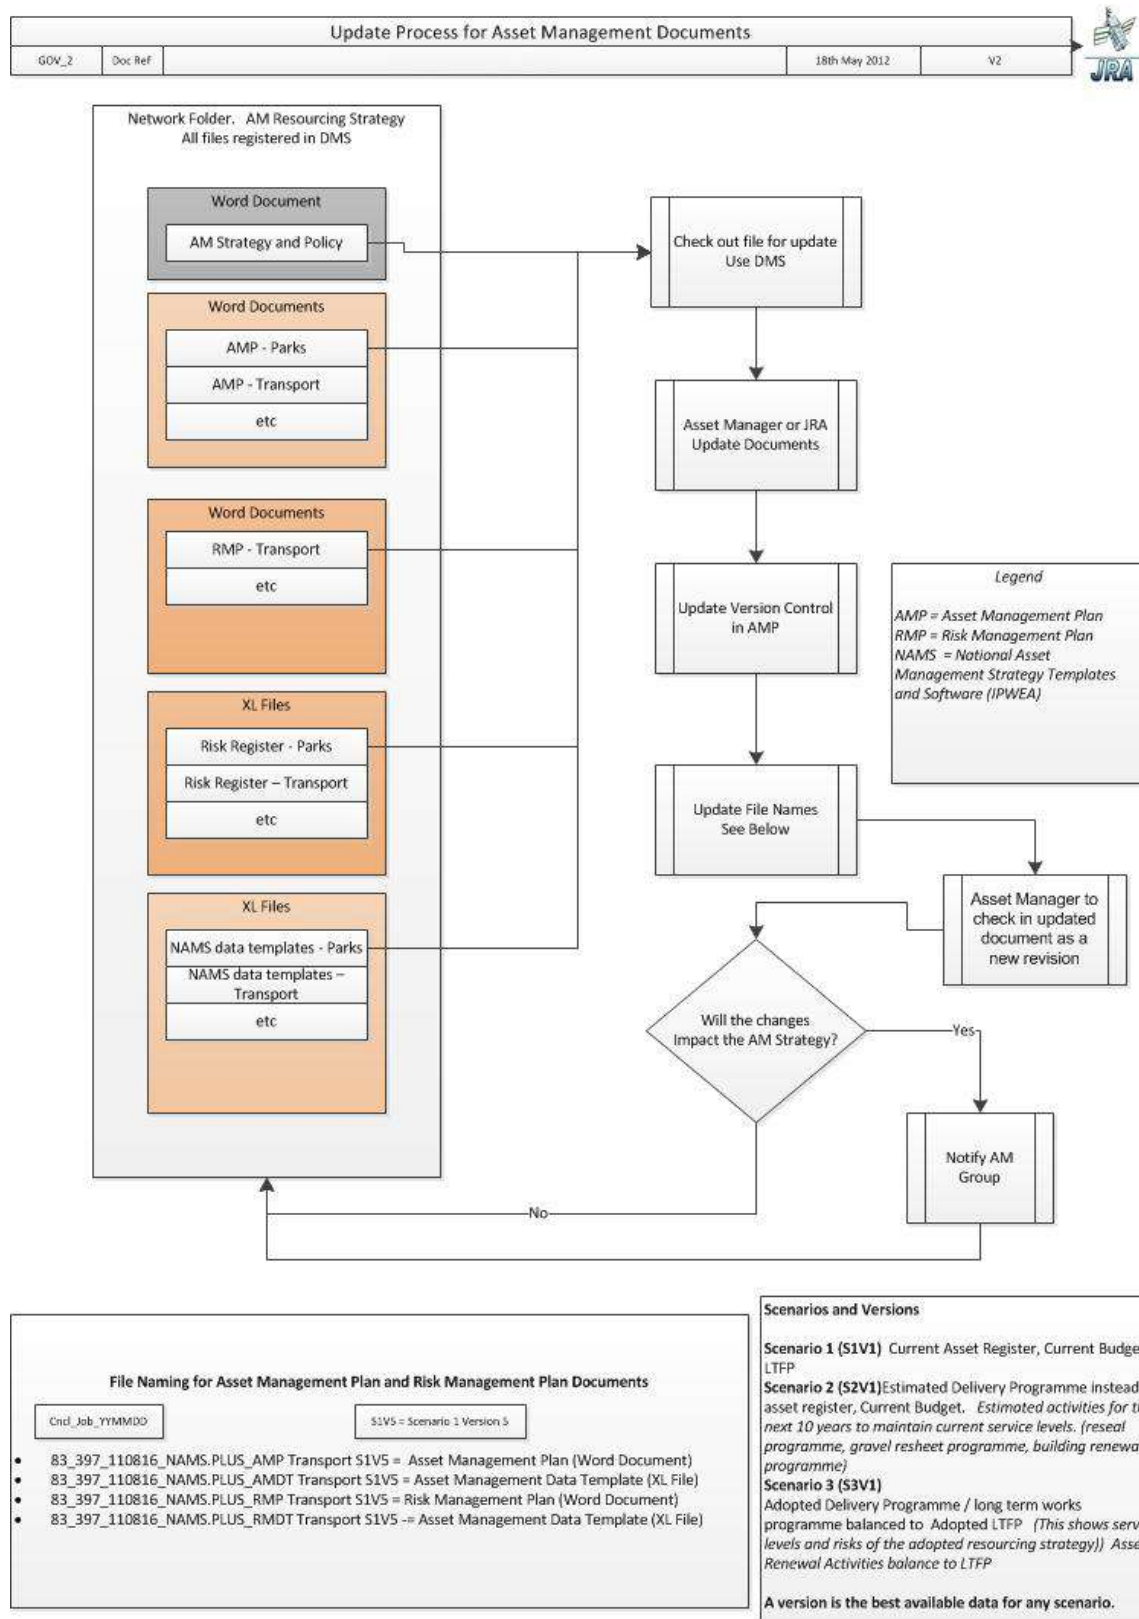 Update Process for Asset Management Documents
GOV_2
Doc Ref
18th May 2012
V2
JRA
Network Folder. AM Resourcing Strategy
All files registered in DMS
Word Document
AM Strategy and Policy
Word Documents
AMP - Parks
AMP - Transport
etc
Word Documents
RMP - Transport
etc
XL Files
Risk Register - Parks
Risk Register – Transport
etc
XL Files
NAMS data templates - Parks
NAMS data templates –
Transport
etc
Check out file for update
Use DMS
Asset Manager or JRA
Update Documents
Update Version Control
in AMP
Update File Names
See Below
Legend
AMP = Asset Management Plan
RMP = Risk Management Plan
NAMS = National Asset
Management Strategy Templates
and Software (IPWEA)
Asset Manager to
check in updated
document as a
new revision
Will the changes
Impact the AM Strategy?
Yes
Notify AM
Group
No
File Naming for Asset Management Plan and Risk Management Plan Documents
Cncl_Job_YYMMDD
S1V5 = Scenario 1 Version 5
• 83_397_110816_NAMS.PLUS_AMP Transport S1V5 = Asset Management Plan (Word Document)
• 83_397_110816_NAMS.PLUS_AMDT Transport S1V5 = Asset Management Data Template (XL File)
• 83_397_110816_NAMS.PLUS_RMP Transport S1V5 = Risk Management Plan (Word Document)
• 83_397_110816_NAMS.PLUS_RMDT Transport S1V5 -= Asset Management Data Template (XL File)
Scenarios and Versions
Scenario 1 (S1V1) Current Asset Register, Current Budge
LTFP
Scenario 2 (S2V1)Estimated Delivery Programme instead
asset register, Current Budget. Estimated activities for t
next 10 years to maintain current service levels. (reseal
programme, gravel resheet programme, building renewa
programme)
Scenario 3 (S3V1)
Adopted Delivery Programme / long term works
programme balanced to Adopted LTFP (This shows serv
levels and risks of the adopted resourcing strategy)) Asse
Renewal Activities balance to LTFP
A version is the best available data for any scenario.